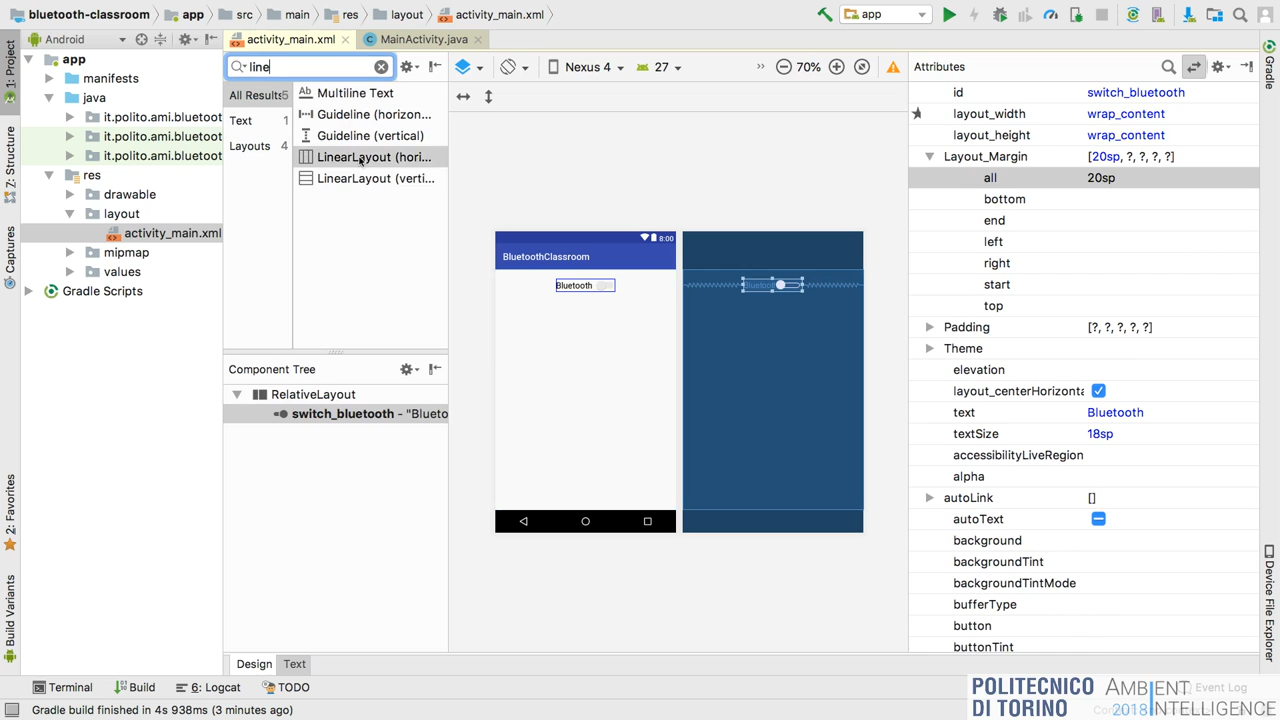 bluetooth-classroom app src main res layout activity_main.xml app
1: Project
Android activity_main.xml MainActivity.java
app
manifests
java
it.polito.ami.bluetoot
it.polito.ami.bluetoot
it.polito.ami.bluetoot
res
drawable
layout
activity_main.xml
mipmap
values
Gradle Scripts
7: Structure
Captures
2: Favorites
Build Variants
line
All Results 5
Text 1
Layouts 4
Multiline Text
Guideline (horizon...
Guideline (vertical)
LinearLayout (hori...
LinearLayout (verti...
Component Tree
RelativeLayout
switch_bluetooth - "Blueto
Nexus 4 27 70%
8:00
BluetoothClassroom
Bluetooth
Attributes
id switch_bluetooth
layout_width wrap_content
layout_height wrap_content
Layout_Margin [20sp, ?, ?, ?, ?]
all 20sp
bottom
end
left
right
start
top
Padding [?, ?, ?, ?, ?]
Theme
elevation
layout_centerHorizonta
text Bluetooth
textSize 18sp
accessibilityLiveRegion
alpha
autoLink []
autoText
background
backgroundTint
backgroundTintMode
bufferType
button
buttonTint
Gradle
Device File Explorer
Design Text
Terminal Build 6: Logcat TODO Event Log
Gradle build finished in 4s 938ms (3 minutes ago)
POLITECNICO
DI TORINO
AMBIENT
2018 INTELLIGENCE